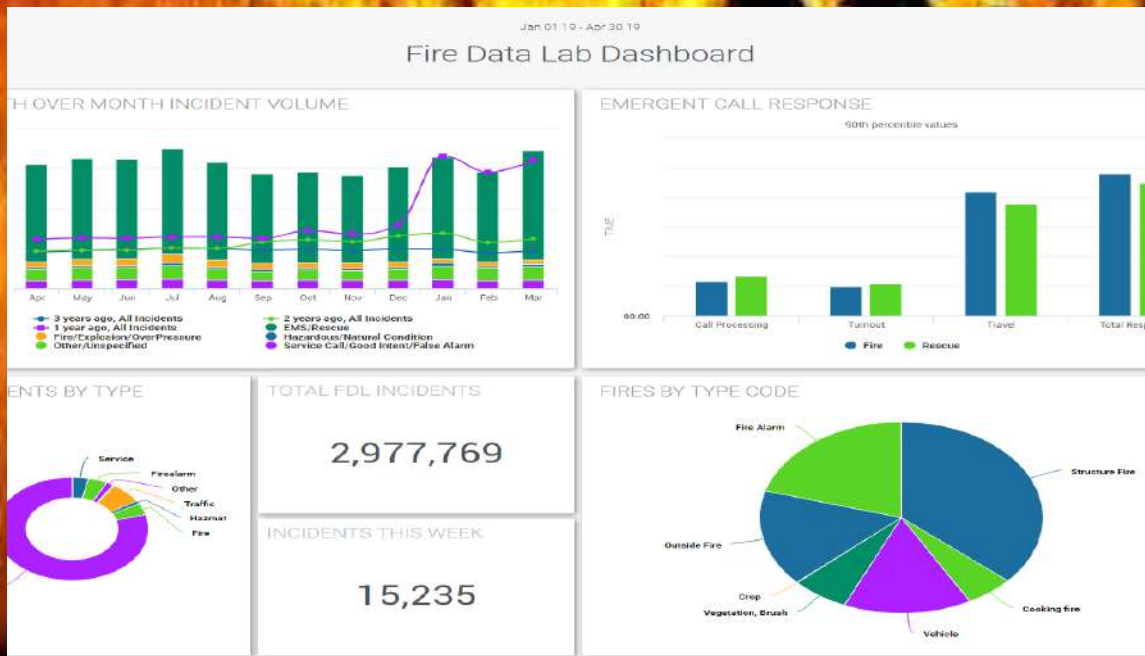 Jan 01 19 - Apr 30 19
Fire Data Lab Dashboard
TH OVER MONTH INCIDENT VOLUME
Apr May Jun Jul Aug Sep Oct Nov Dec Jan Feb Mar
3 years ago, All Incidents
2 years ago, All Incidents
1 year ago, All Incidents
EMS/Rescue
Fire/Explosion/OverPressure
Hazardous/Natural Condition
Other/Unspecified
Service Call/Good Intent/False Alarm
EMERGENT CALL RESPONSE
90th percentile values
TIME
00:00
Call Processing Turnout Travel Total Resp
Fire Rescue
ENTS BY TYPE
Service
Firealarm
Other
Traffic
Hazmat
Fire
TOTAL FDL INCIDENTS
2,977,769
INCIDENTS THIS WEEK
15,235
FIRES BY TYPE CODE
Fire Alarm
Structure Fire
Outside Fire
Crop
Vegetation, Brush
Cooking fire
Vehicle